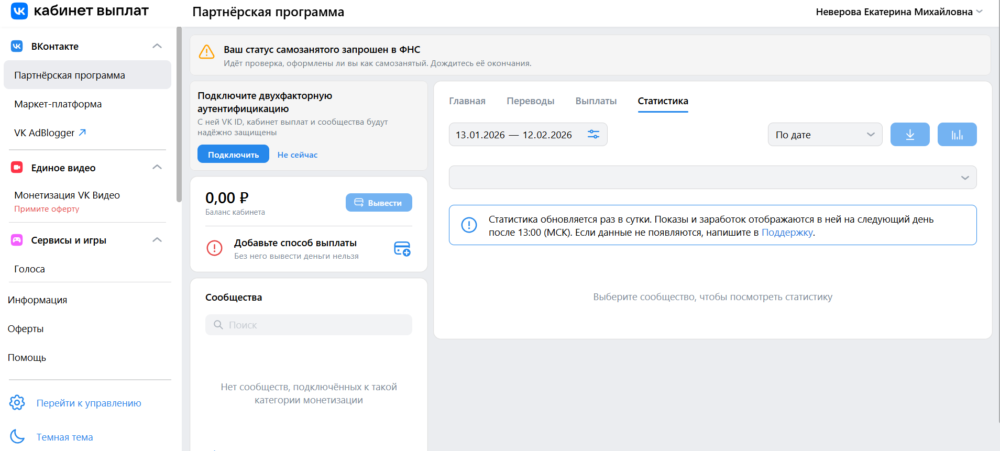 кабинет выплат
Партнёрская программа
Неверова Екатерина Михайловна
ВКонтакте
Партнёрская программа
Маркет-платформа
VK AdBlogger
Единое видео
Монетизация VK Видео
Примите оферту
Сервисы и игры
Голоса
Информация
Оферты
Помощь
Перейти к управлению
Темная тема
Ваш статус самозанятого запрошен в ФНС
Идёт проверка, оформлены ли вы как самозанятый. Дождитесь её окончания.
Подключите двухфакторную
аутентифицикацию
С ней VK ID, кабинет выплат и сообщества будут
надёжно защищены
Подключить
Не сейчас
0,00 ₽
Баланс кабинета
Вывести
Добавьте способ выплаты
Без него вывести деньги нельзя
Сообщества
Поиск
Нет сообществ, подключённых к такой
категории монетизации
Главная
Переводы
Выплаты
Статистика
13.01.2026 — 12.02.2026
По дате
Статистика обновляется раз в сутки. Показы и заработок отображаются в ней на следующий день
после 13:00 (МСК). Если данные не появляются, напишите в Поддержку.
Выберите сообщество, чтобы посмотреть статистику